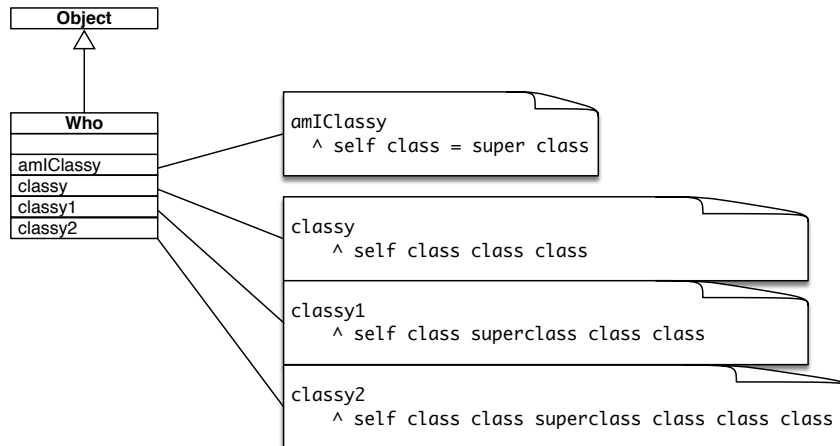 Object
Who
amIClassy
classy
classy1
classy2
amIClassy
^ self class = super class
classy
^ self class class class
classy1
^ self class superclass class class
classy2
^ self class class superclass class class class